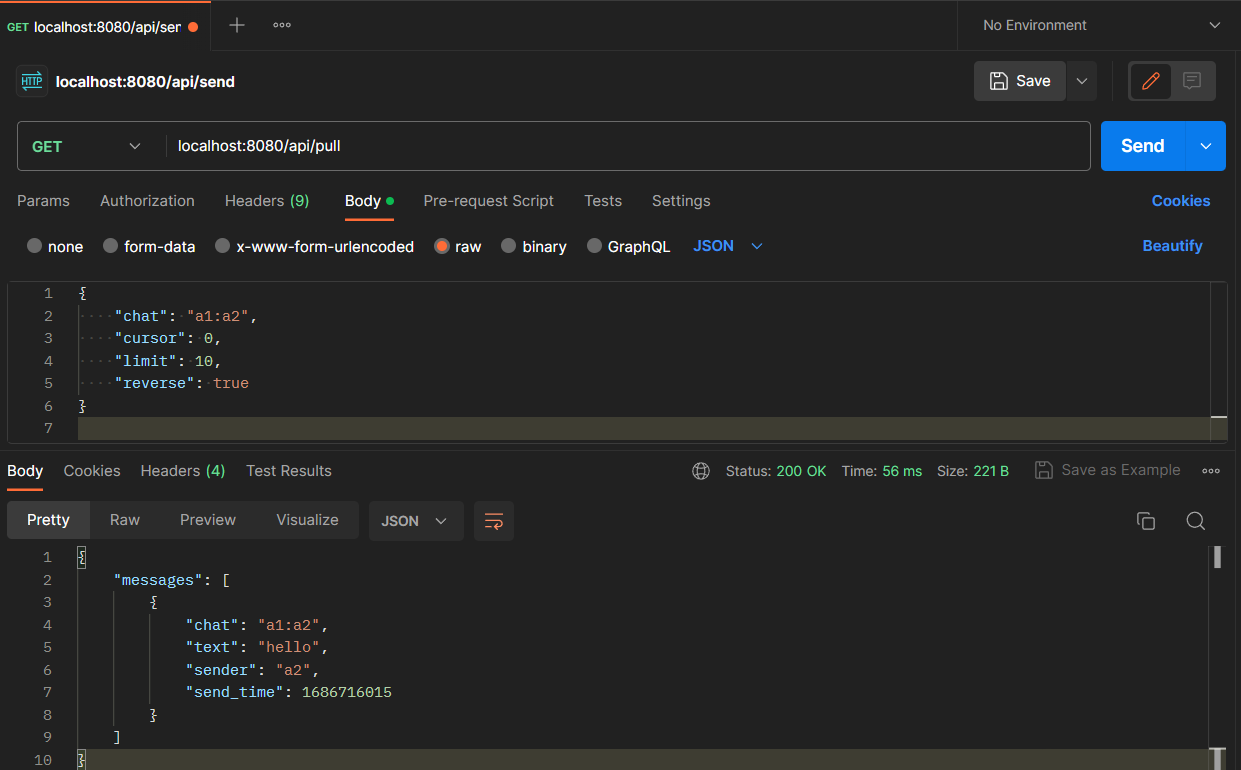 GET localhost:8080/api/ser
No Environment
HTTP localhost:8080/api/send
Save
GET localhost:8080/api/pull Send
Params Authorization Headers (9) Body Pre-request Script Tests Settings Cookies
none form-data x-www-form-urlencoded raw binary GraphQL JSON Beautify
1 {
2 ····"chat":·"a1:a2",
3 ····"cursor":·0,
4 ····"limit":·10,
5 ····"reverse":·true
6 }
7
Body Cookies Headers (4) Test Results Status: 200 OK Time: 56 ms Size: 221 B Save as Example
Pretty Raw Preview Visualize JSON
1 {
2 "messages": [
3 {
4 "chat": "a1:a2",
5 "text": "hello",
6 "sender": "a2",
7 "send_time": 1686716015
8 }
9 ]
10 }